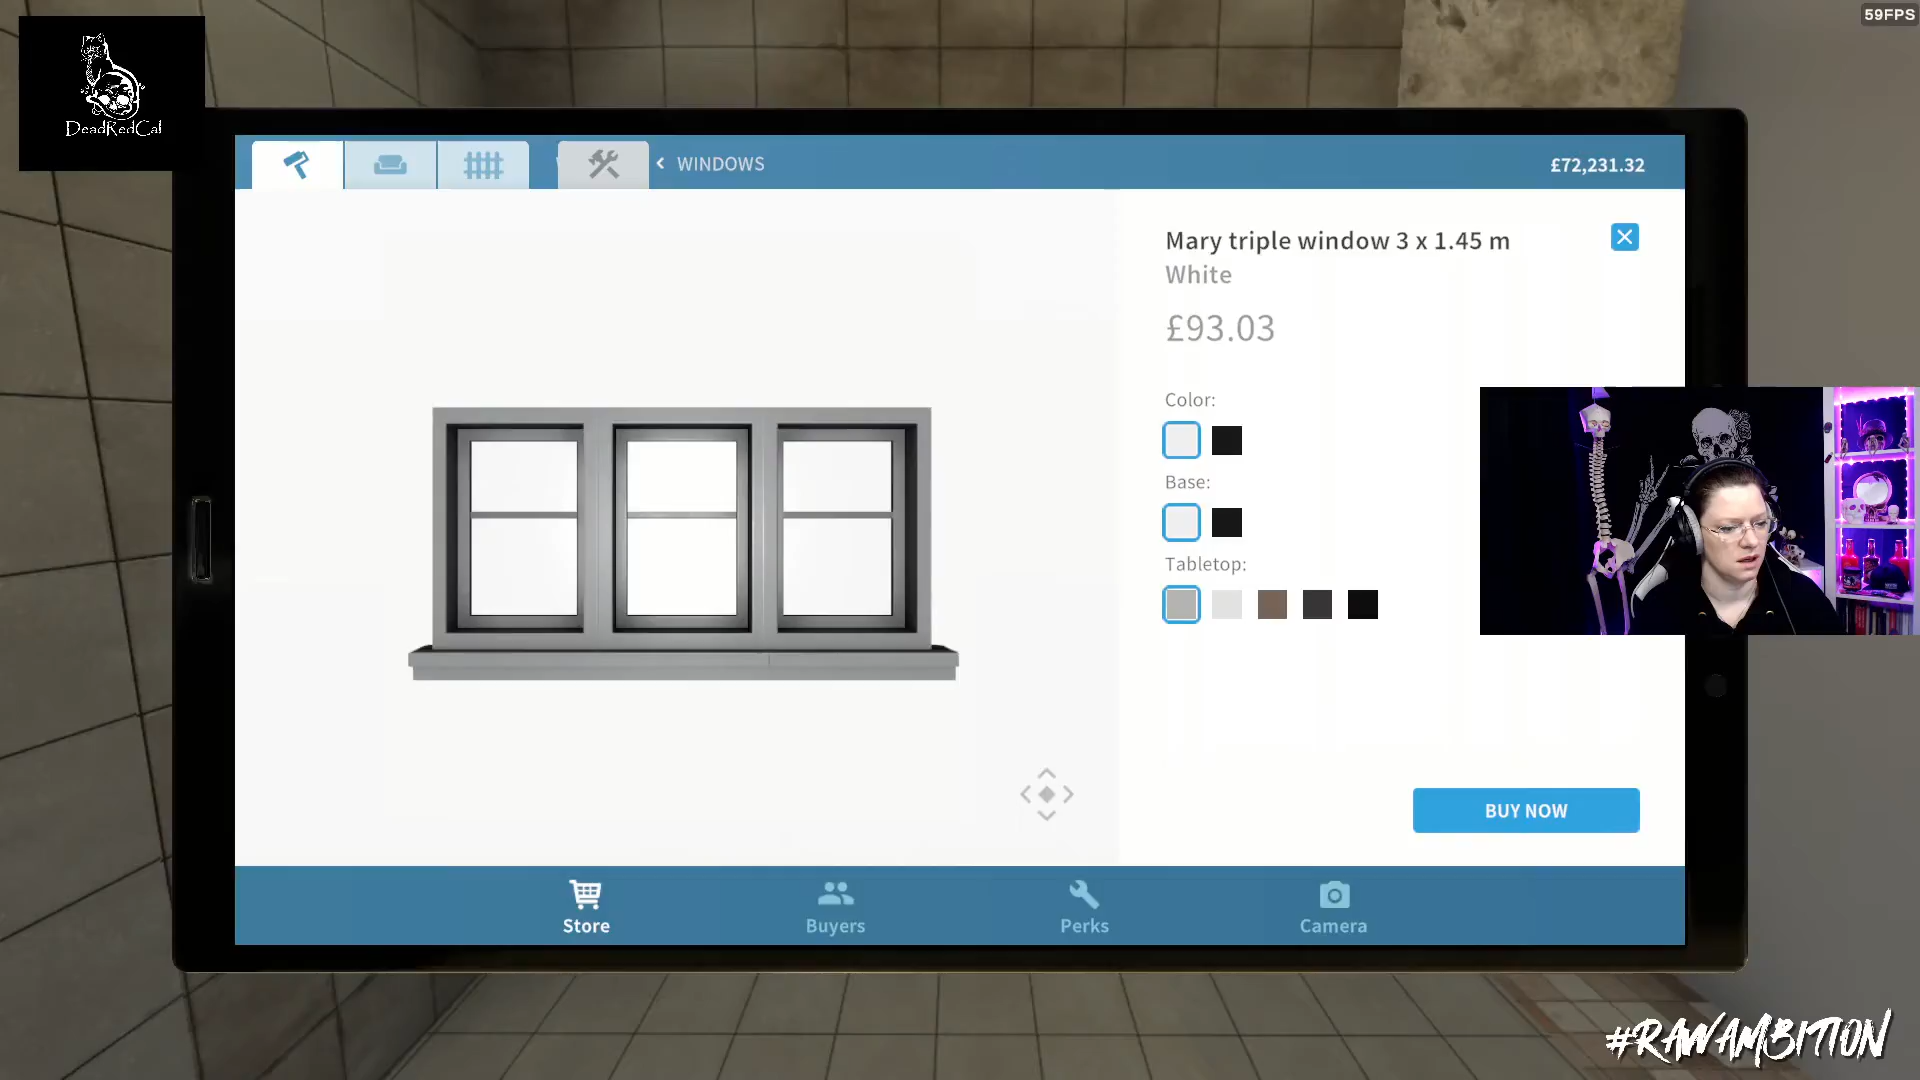 59FPS
DeadRedCal
WINDOWS
£72,231.32
Mary triple window 3 x 1.45 m
White
£93.03
Color:
Base:
Tabletop:
BUY NOW
Store
Buyers
Perks
Camera
#RAWAMBITION